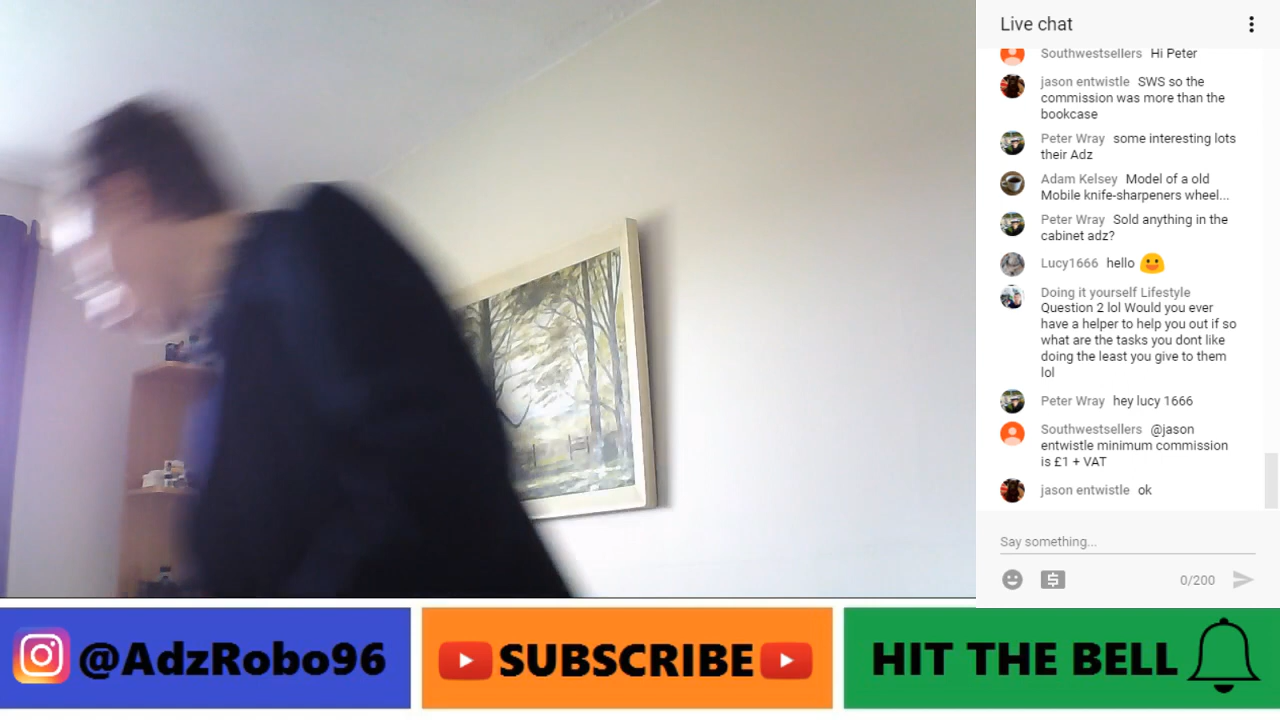 Live chat
Southwestsellers Hi Peter
jason entwistle SWS so the
commission was more than the
bookcase
Peter Wray some interesting lots
their Adz
Adam Kelsey Model of a old
Mobile knife-sharpeners wheel...
Peter Wray Sold anything in the
cabinet adz?
Lucy1666 hello
Doing it yourself Lifestyle
Question 2 lol Would you ever
have a helper to help you out if so
what are the tasks you dont like
doing the least you give to them
lol
Peter Wray hey lucy 1666
Southwestsellers @jason
entwistle minimum commission
is £1 + VAT
jason entwistle ok
Say something...
0/200
@AdzRobo96
SUBSCRIBE
HIT THE BELL